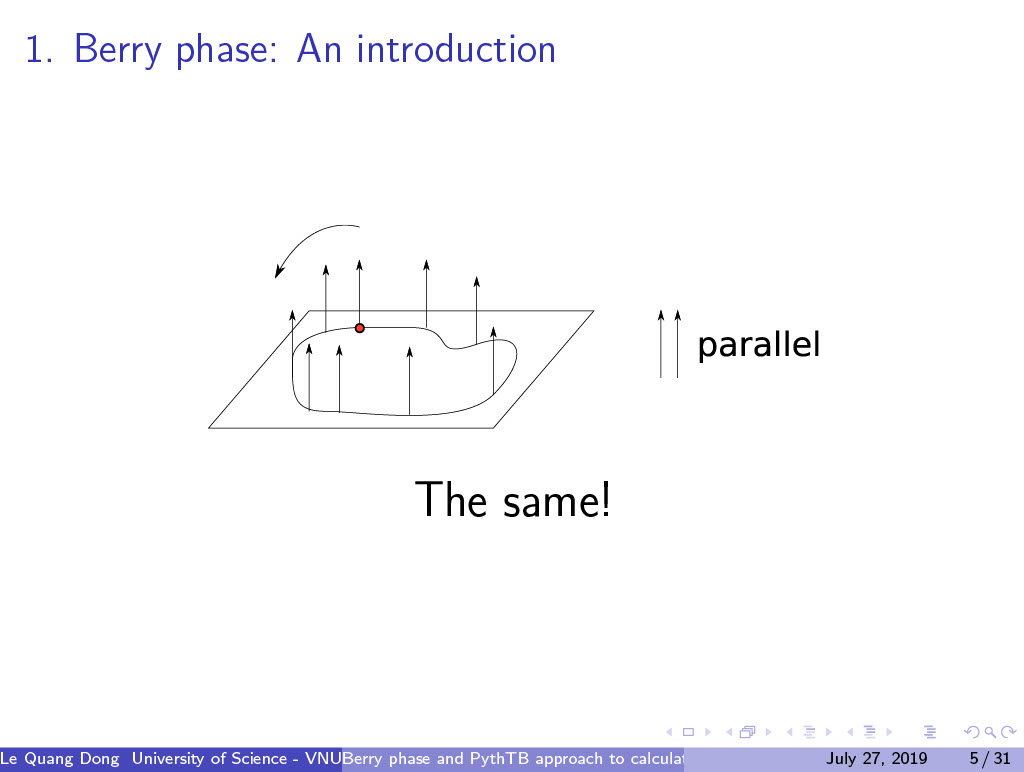 1. Berry phase: An introduction
parallel
The same!
Le Quang Dong University of Science - VNU Berry phase and PythTB approach to calculat July 27, 2019 5 / 31